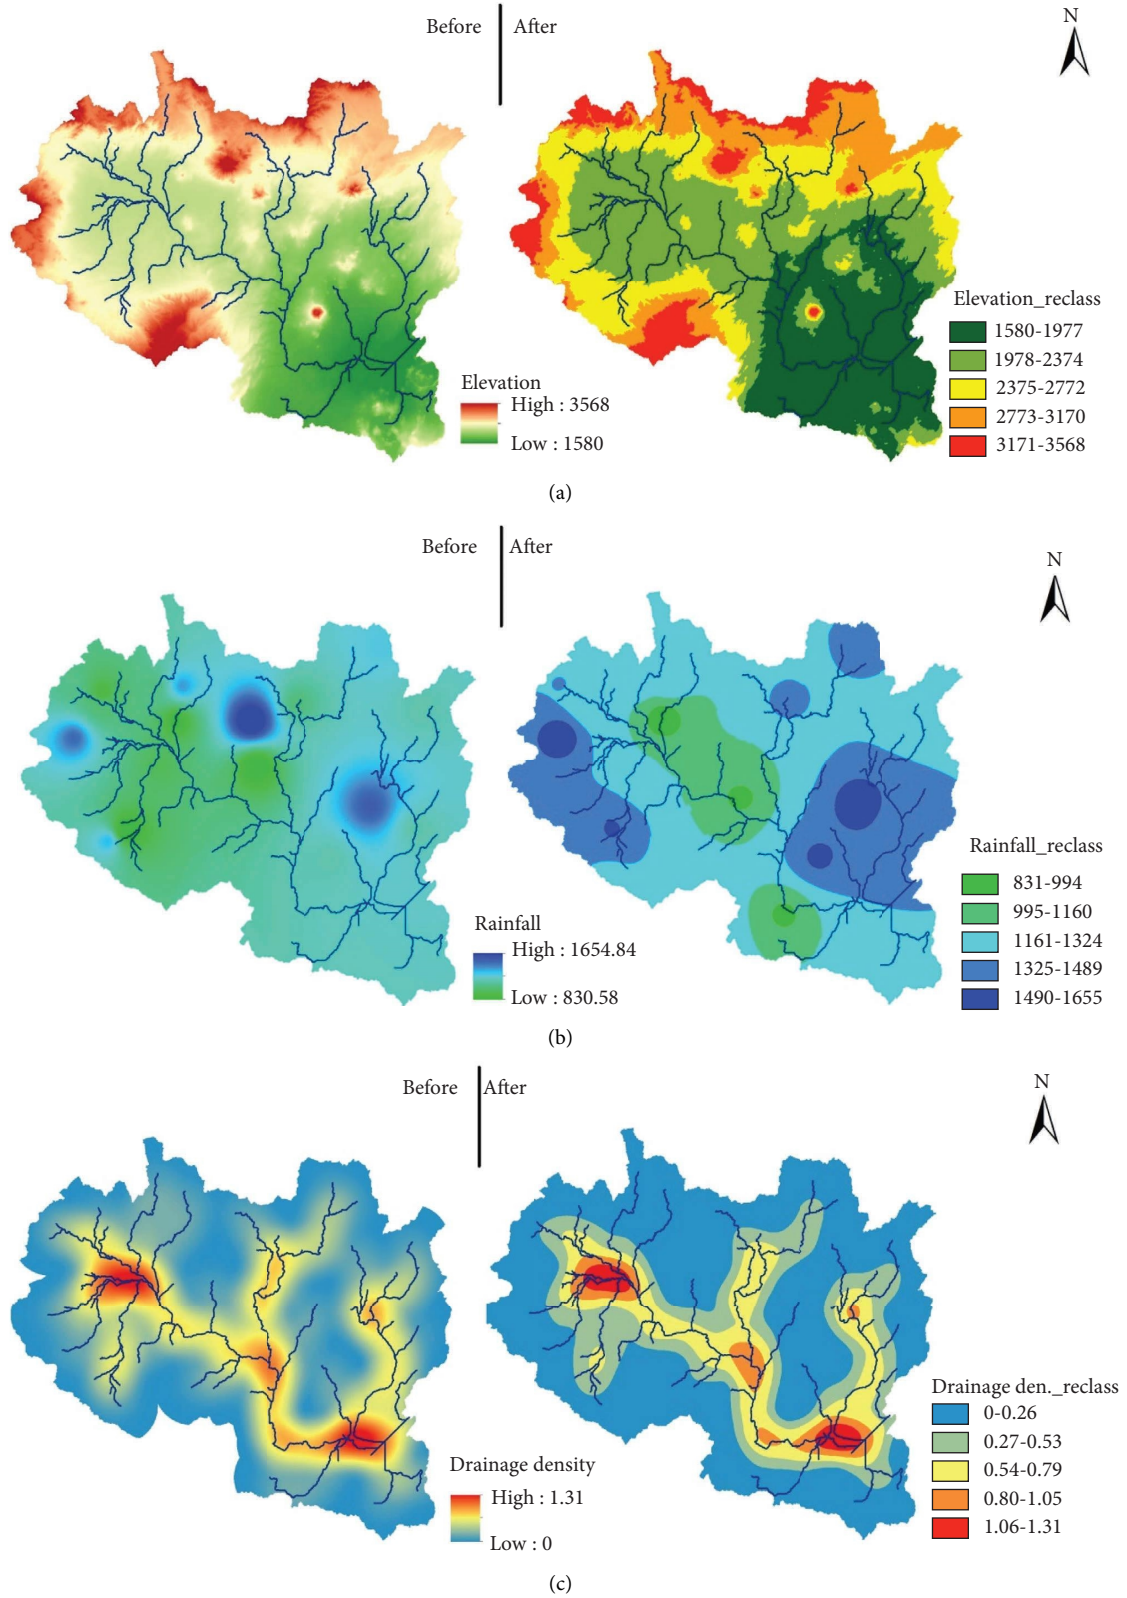 Before After
N
Elevation
High : 3568
Low : 1580
Elevation_reclass
1580-1977
1978-2374
2375-2772
2773-3170
3171-3568
(a)
Before After
N
Rainfall
High : 1654.84
Low : 830.58
Rainfall_reclass
831-994
995-1160
1161-1324
1325-1489
1490-1655
(b)
Before After
N
Drainage density
High : 1.31
Low : 0
Drainage den._reclass
0-0.26
0.27-0.53
0.54-0.79
0.80-1.05
1.06-1.31
(c)